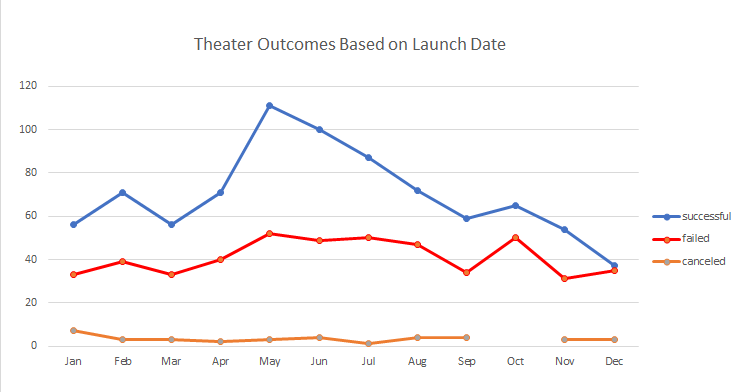 Theater Outcomes Based on Launch Date
120
100
80
60
40
20
0
Jan Feb Mar Apr May Jun Jul Aug Sep Oct Nov Dec
successful
failed
canceled